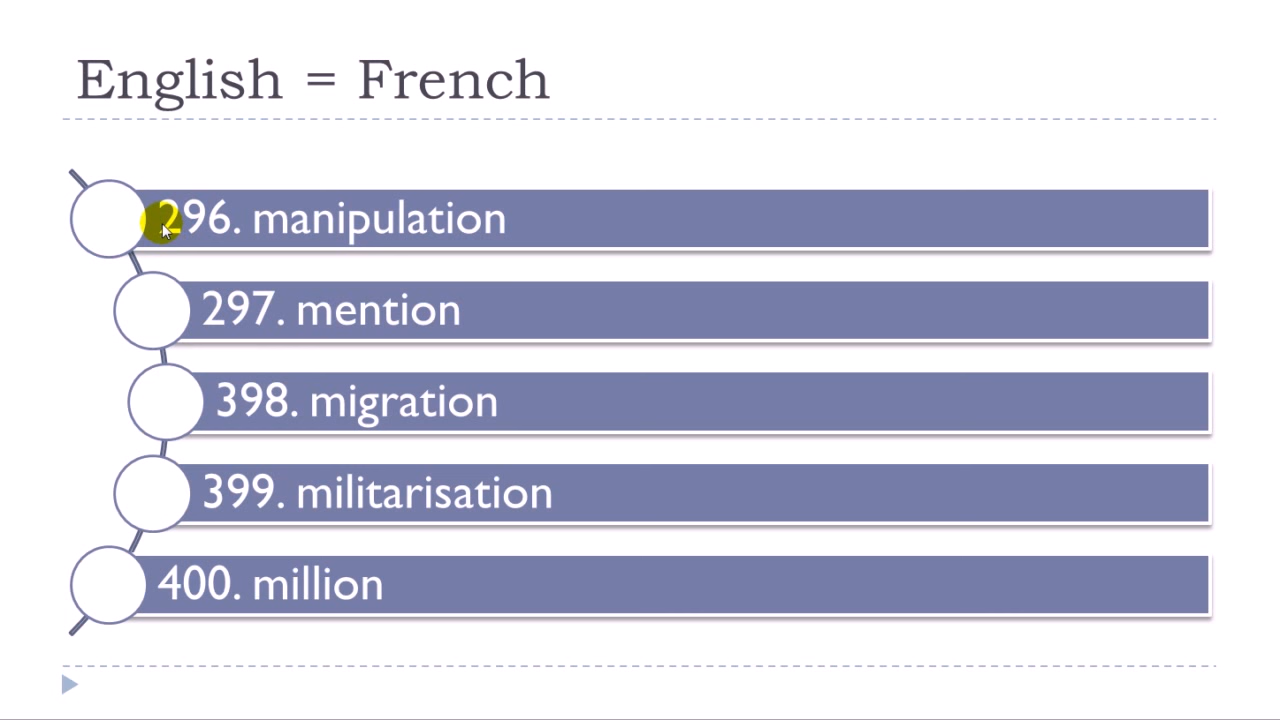 English = French
296. manipulation
297. mention
398. migration
399. militarisation
400. million